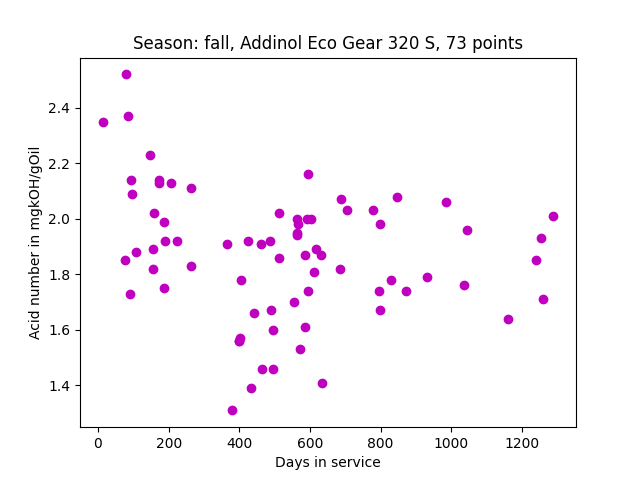 Season: fall, Addinol Eco Gear 320 S, 73 points
Acid number in mgkOH/gOil
2.4
2.2
2.0
1.8
1.6
1.4
0 200 400 600 800 1000 1200
Days in service